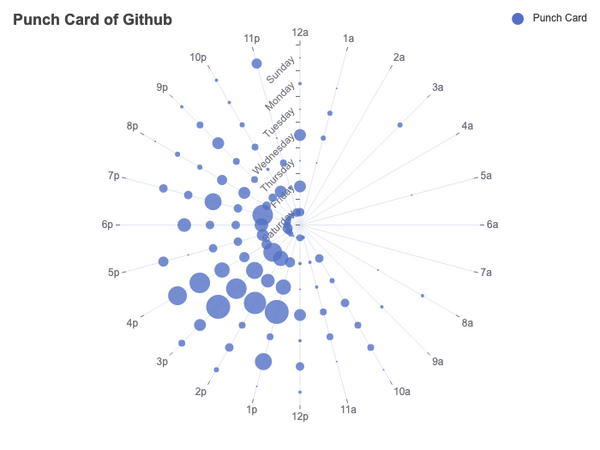 Punch Card of Github
Punch Card
12a
1a
2a
3a
4a
5a
6a
7a
8a
9a
10a
11a
12p
1p
2p
3p
4p
5p
6p
7p
8p
9p
10p
11p
Sunday
Monday
Tuesday
Wednesday
Thursday
Friday
Saturday